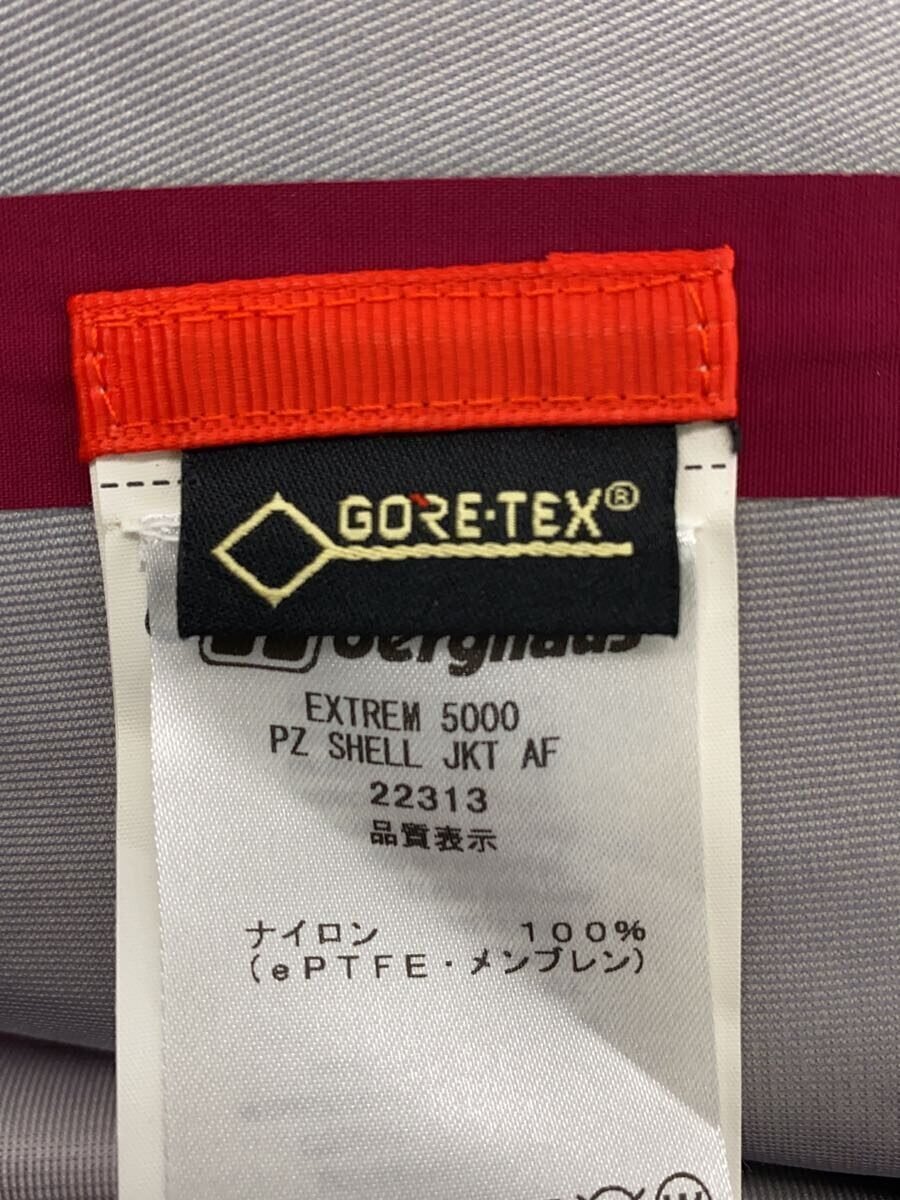 GORE-TEX®
berghaus
EXTREM 5000
PZ SHELL JKT AF
22313
品質表示
ナイロン 100%
(ePTFE・メンブレン)